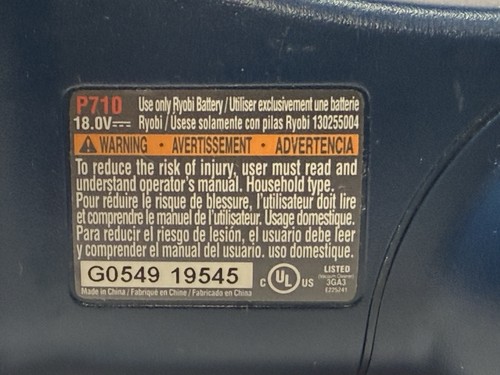 P710 Use only Ryobi Battery / Utiliser exclusivement une batterie
18.0V⎓ Ryobi / Úsese solamente con pilas Ryobi 130255004
WARNING • AVERTISSEMENT • ADVERTENCIA
To reduce the risk of injury, user must read and
understand operator's manual. Household type.
Pour réduire le risque de blessure, l'utilisateur doit lire
et comprendre le manuel de l'utilisateur. Usage domestique.
Para reducir el riesgo de lesión, el usuario debe leer
y comprender el manual del usuario. uso doméstique.
G0549 19545
Made in China / Fabriqué en Chine / Fabricado en China
C UL US
LISTED
3GA3
E225741